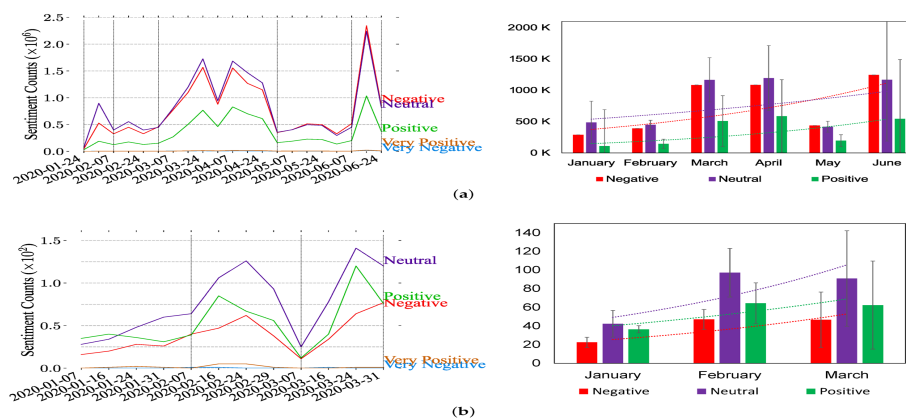 Sentiment Counts (×10⁶)
2.5
2.0
1.5
1.0
0.5
0.0
Negative
Neutral
Positive
Very Positive
Very Negative
2020-01-24
2020-02-07
2020-02-14
2020-02-24
2020-03-07
2020-03-24
2020-04-07
2020-04-24
2020-05-07
2020-05-24
2020-06-07
2020-06-24
2000 K
1500 K
1000 K
500 K
0 K
January February March April May June
Negative Neutral Positive
(a)
Sentiment Counts (×10²)
1.5
1.0
0.5
0.0
Neutral
Positive
Negative
Very Positive
Very Negative
2020-01-07
2020-01-16
2020-01-24
2020-01-31
2020-02-07
2020-02-16
2020-02-24
2020-02-29
2020-03-07
2020-03-16
2020-03-24
2020-03-31
140
120
100
80
60
40
20
0
January February March
Negative Neutral Positive
(b)